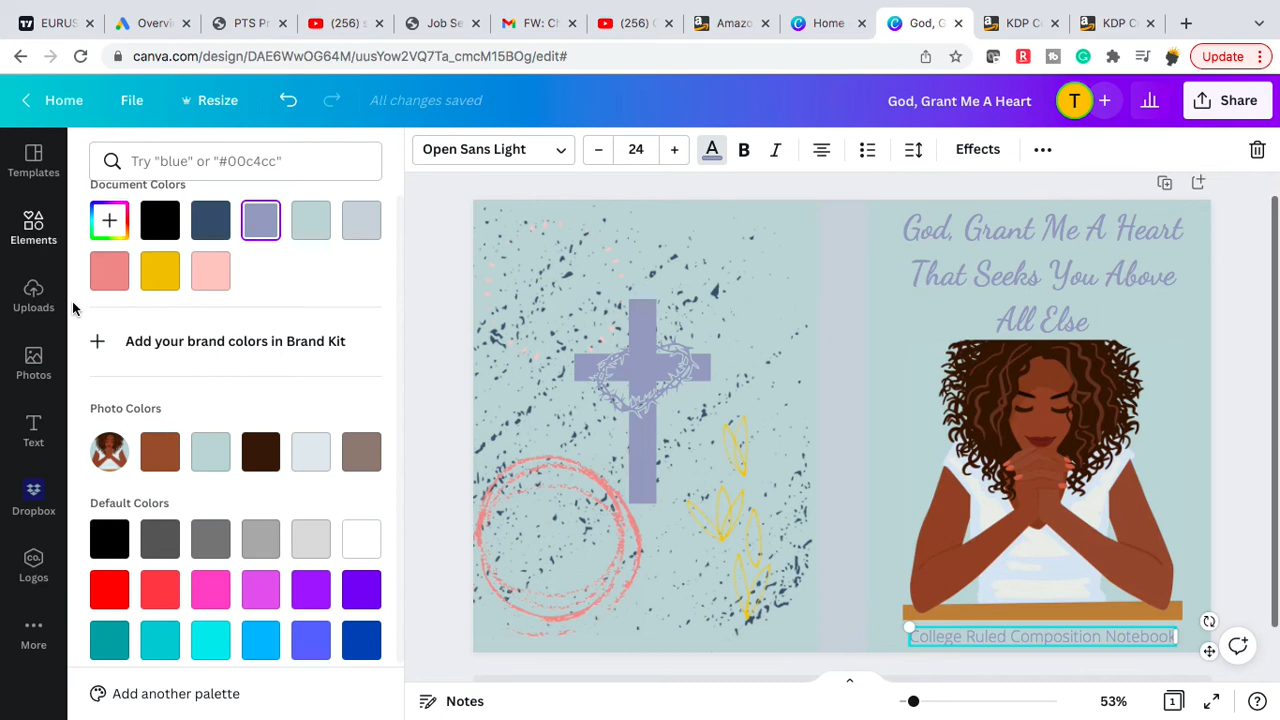 EURUS
Overvi
PTS Pr
(256) s
Job Se
FW: Ch
(256) C
Amazo
Home
God, G
KDP C
KDP C
canva.com/design/DAE6WwOG64M/uusYow2VQ7Ta_cmcM15BOg/edit#
Update
Home
File
Resize
All changes saved
God, Grant Me A Heart
T
Share
Templates
Elements
Uploads
Photos
Text
Dropbox
Co.
Logos
More
Try "blue" or "#00c4cc"
Document Colors
Add your brand colors in Brand Kit
Photo Colors
Default Colors
Add another palette
Open Sans Light
24
A
B
I
Effects
God, Grant Me A Heart
That Seeks You Above
All Else
College Ruled Composition Notebook
Notes
53%
1